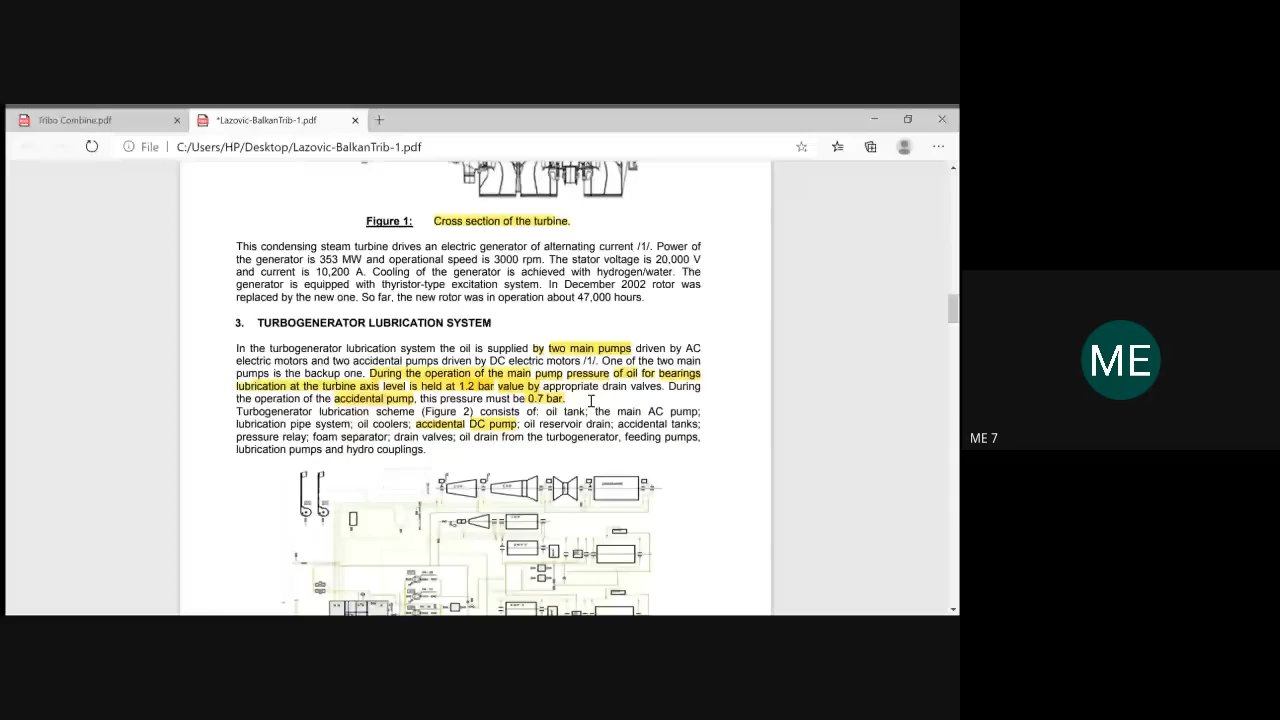 Tribo Combine.pdf
*Lazovic-BalkanTrib-1.pdf
File
C:/Users/HP/Desktop/Lazovic-BalkanTrib-1.pdf
Figure 1: Cross section of the turbine.
This condensing steam turbine drives an electric generator of alternating current /1/. Power of
the generator is 353 MW and operational speed is 3000 rpm. The stator voltage is 20,000 V
and current is 10,200 A. Cooling of the generator is achieved with hydrogen/water. The
generator is equipped with thyristor-type excitation system. In December 2002 rotor was
replaced by the new one. So far, the new rotor was in operation about 47,000 hours.
3. TURBOGENERATOR LUBRICATION SYSTEM
In the turbogenerator lubrication system the oil is supplied by two main pumps driven by AC
electric motors and two accidental pumps driven by DC electric motors /1/. One of the two main
pumps is the backup one. During the operation of the main pump pressure of oil for bearings
lubrication at the turbine axis level is held at 1.2 bar value by appropriate drain valves. During
the operation of the accidental pump, this pressure must be 0.7 bar.
Turbogenerator lubrication scheme (Figure 2) consists of: oil tank; the main AC pump;
lubrication pipe system; oil coolers; accidental DC pump; oil reservoir drain; accidental tanks;
pressure relay; foam separator; drain valves; oil drain from the turbogenerator, feeding pumps,
lubrication pumps and hydro couplings.
ME
ME 7